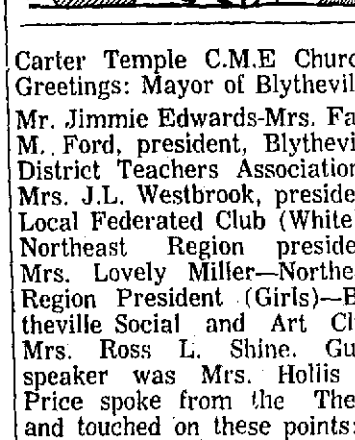 Carter Temple C.M.E Churc
Greetings: Mayor of Blythevil
Mr. Jimmie Edwards-Mrs. Fa
M. Ford, president, Blythevi
District Teachers Association
Mrs. J.L. Westbrook, preside
Local Federated Club (White
Northeast Region preside
Mrs. Lovely Miller—Northe
Region President (Girls)—B
theville Social and Art Cl
Mrs. Ross L. Shine. Gu
speaker was Mrs. Hollis
Price spoke from the The
and touched on these points: